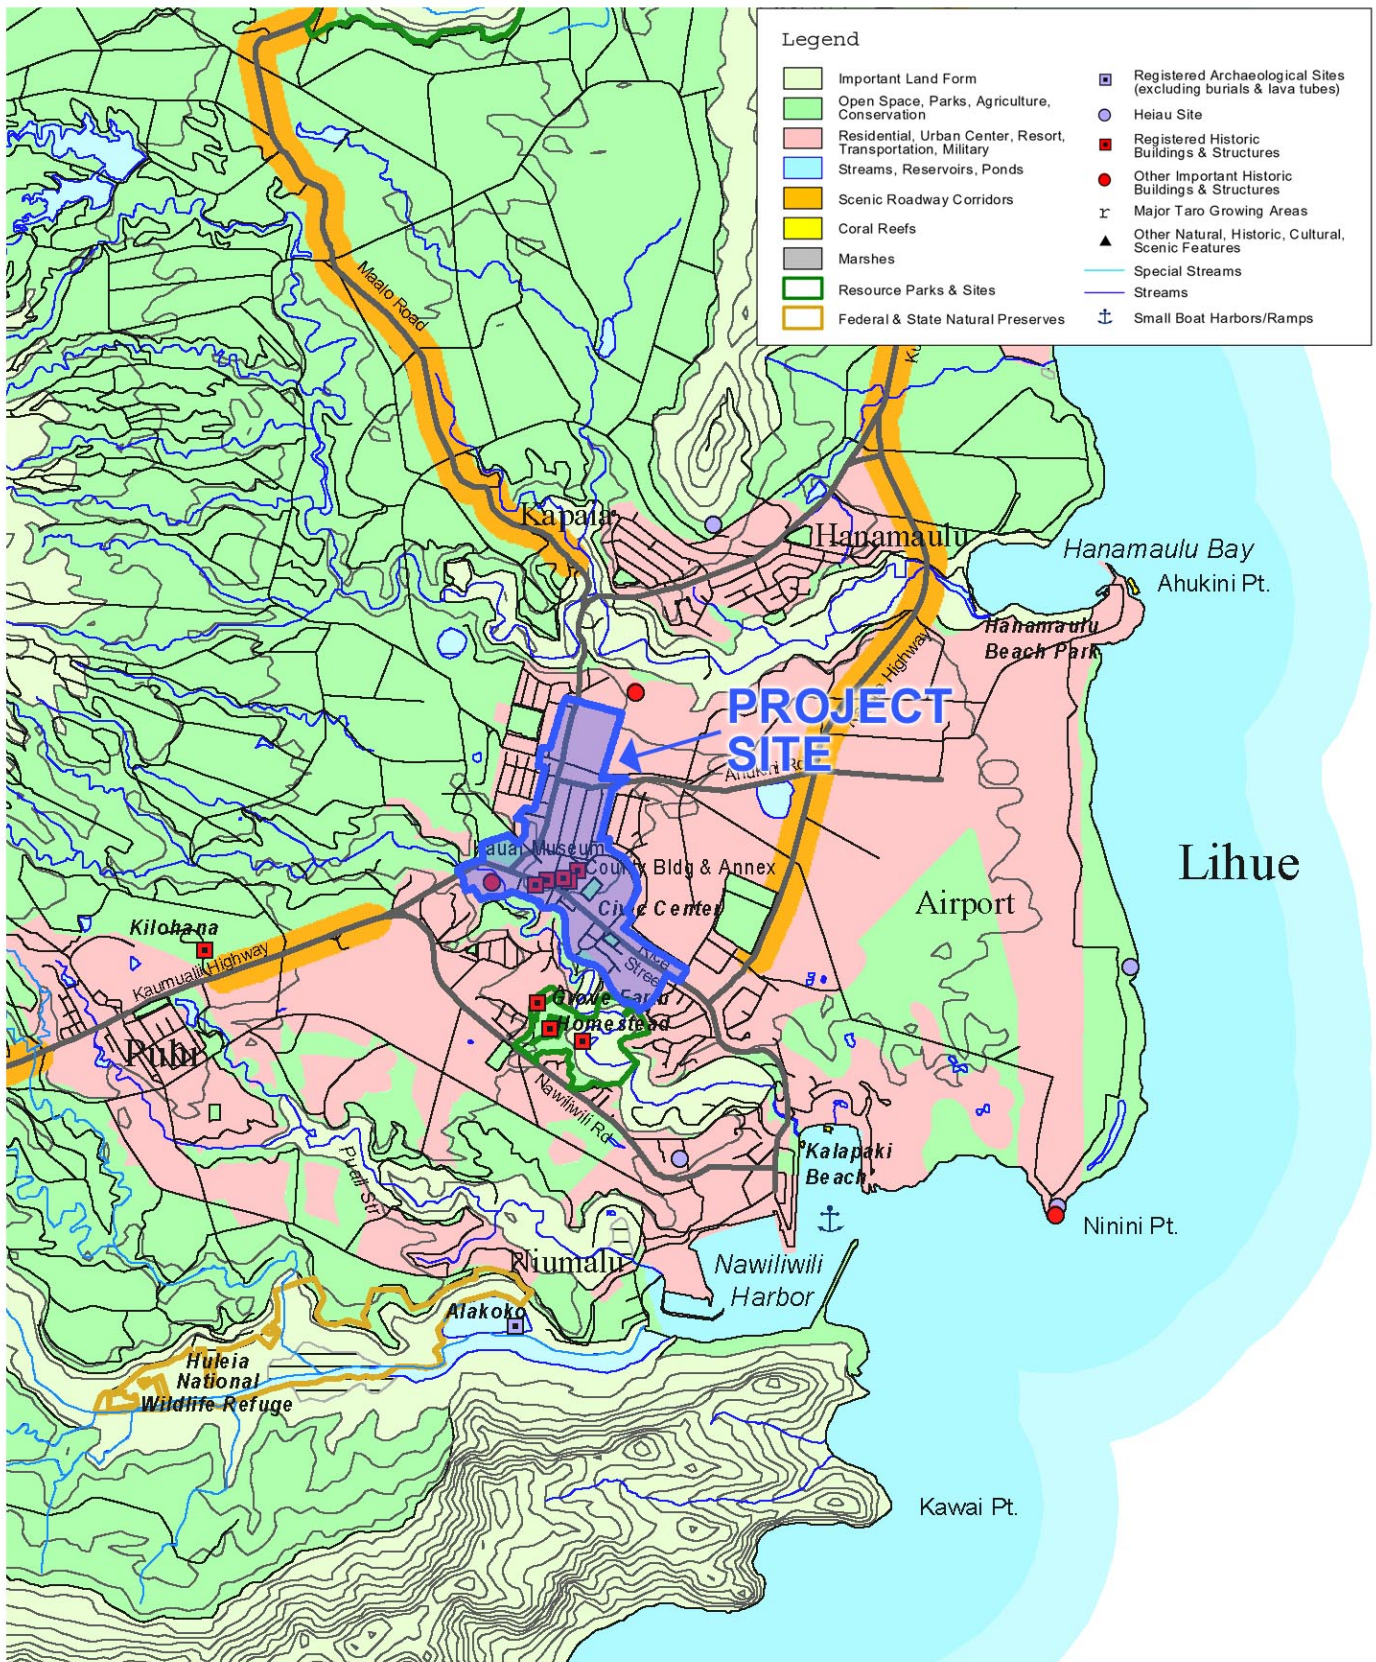 Legend
Important Land Form
Open Space, Parks, Agriculture,
Conservation
Residential, Urban Center, Resort,
Transportation, Military
Streams, Reservoirs, Ponds
Scenic Roadway Corridors
Coral Reefs
Marshes
Resource Parks & Sites
Federal & State Natural Preserves
Registered Archaeological Sites
(excluding burials & lava tubes)
Heiau Site
Registered Historic
Buildings & Structures
Other Important Historic
Buildings & Structures
r
Major Taro Growing Areas
Other Natural, Historic, Cultural,
Scenic Features
Special Streams
Streams
Small Boat Harbors/Ramps
Maalo Road
Kapaia
Hanamaulu
Hanamaulu Bay
Ahukini Pt.
Hanamaulu
Beach Park
Highway
PROJECT
SITE
Ahukini Rd
Kauai Museum
County Bldg & Annex
Civic Center
Lihue
Airport
Kilohana
Kaumualii Highway
Rice
Street
Grove Farm
Homestead
Puhi
Nawiliwili Rd
Kalapaki
Beach
Puali Str
Ninini Pt.
Niumalu
Nawiliwili
Harbor
Alakoko
Huleia
National
Wildlife Refuge
Kawai Pt.